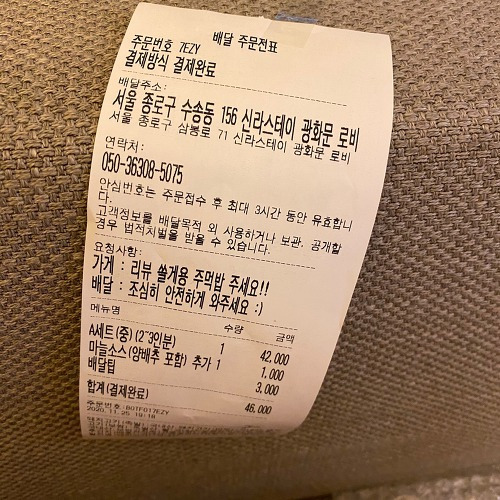 배달 주문전표
주문번호 7EZY
결제방식 결제완료
배달주소:
서울 종로구 수송동 156 신라스테이 광화문 로비
서울 종로구 삼봉로 71 신라스테이 광화문 로비
연락처:
050-36308-5075
안심번호는 주문접수 후 최대 3시간 동안 유효합니
다.
고객정보를 배달목적 외 사용하거나 보관, 공개할
경우 법적처벌을 받을 수 있습니다.
요청사항:
가게 : 리뷰 쓸게용 주먹밥 주세요!!
배달 : 조심히 안전하게 와주세요 :)
메뉴명 수량 금액
A세트(중)(2~3인분) 1 42,000
마늘소스(양배추 포함) 추가 1 1,000
배달팁 3,000
합계(결제완료) 46,000
주문번호: B0TF017EZY
2020.11.25 19:18